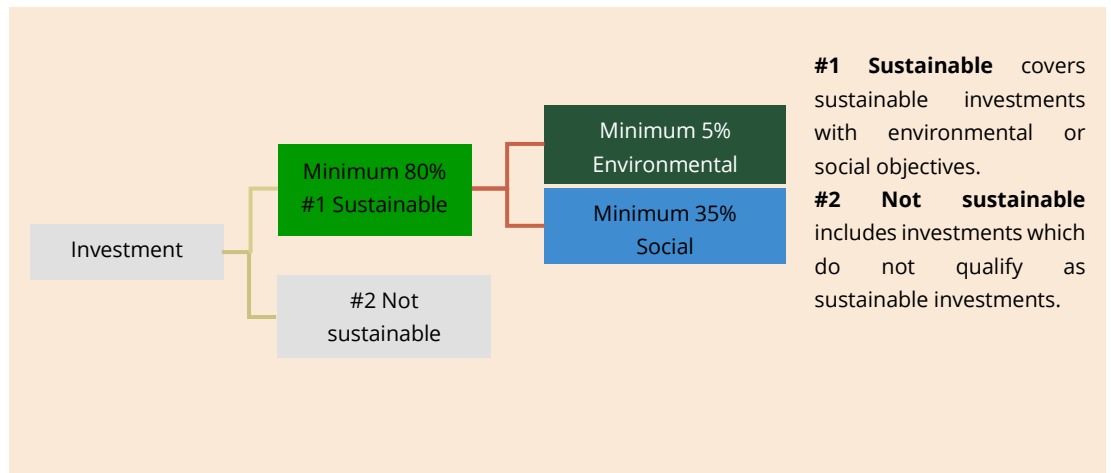 Investment
Minimum 80%
#1 Sustainable
#2 Not
sustainable
Minimum 5%
Environmental
Minimum 35%
Social
#1 Sustainable covers
sustainable investments
with environmental or
social objectives.
#2 Not sustainable
includes investments which
do not qualify as
sustainable investments.